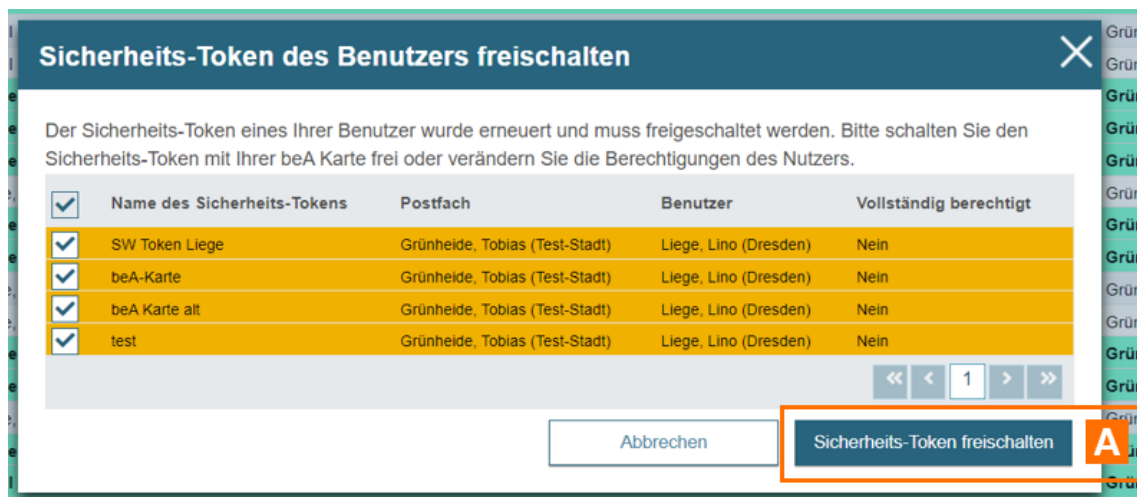 Sicherheits-Token des Benutzers freischalten
Der Sicherheits-Token eines Ihrer Benutzer wurde erneuert und muss freigeschaltet werden. Bitte schalten Sie den
Sicherheits-Token mit Ihrer beA Karte frei oder verändern Sie die Berechtigungen des Nutzers.
Name des Sicherheits-Tokens Postfach Benutzer Vollständig berechtigt
SW Token Liege Grünheide, Tobias (Test-Stadt) Liege, Lino (Dresden) Nein
beA-Karte Grünheide, Tobias (Test-Stadt) Liege, Lino (Dresden) Nein
beA Karte alt Grünheide, Tobias (Test-Stadt) Liege, Lino (Dresden) Nein
test Grünheide, Tobias (Test-Stadt) Liege, Lino (Dresden) Nein
1
Abbrechen Sicherheits-Token freischalten A